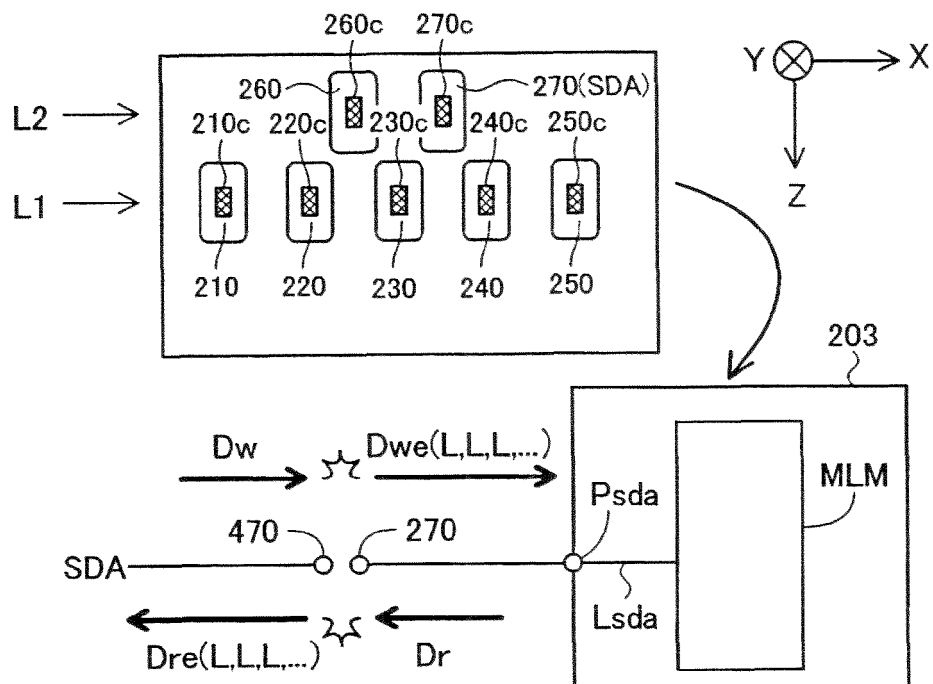 260c 270c
260 270(SDA)
Y X
L2
210c 220c 230c 240c 250c
L1
Z
210 220 230 240 250
203
Dw Dwe(L,L,L,...)
Psda MLM
470 270
SDA
Lsda
Dre(L,L,L,...) Dr